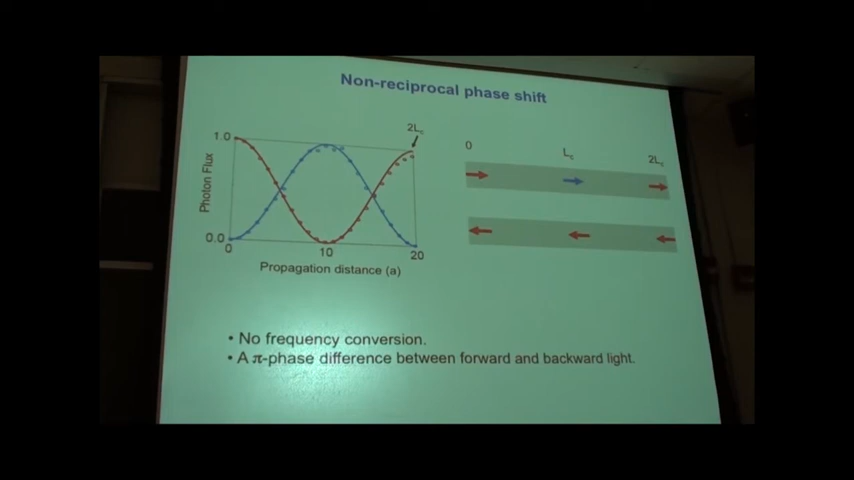 Non-reciprocal phase shift
2Lc
1.0
Photon Flux
0.0
0
10
20
Propagation distance (a)
0
Lc
2Lc
• No frequency conversion.
• A π-phase difference between forward and backward light.